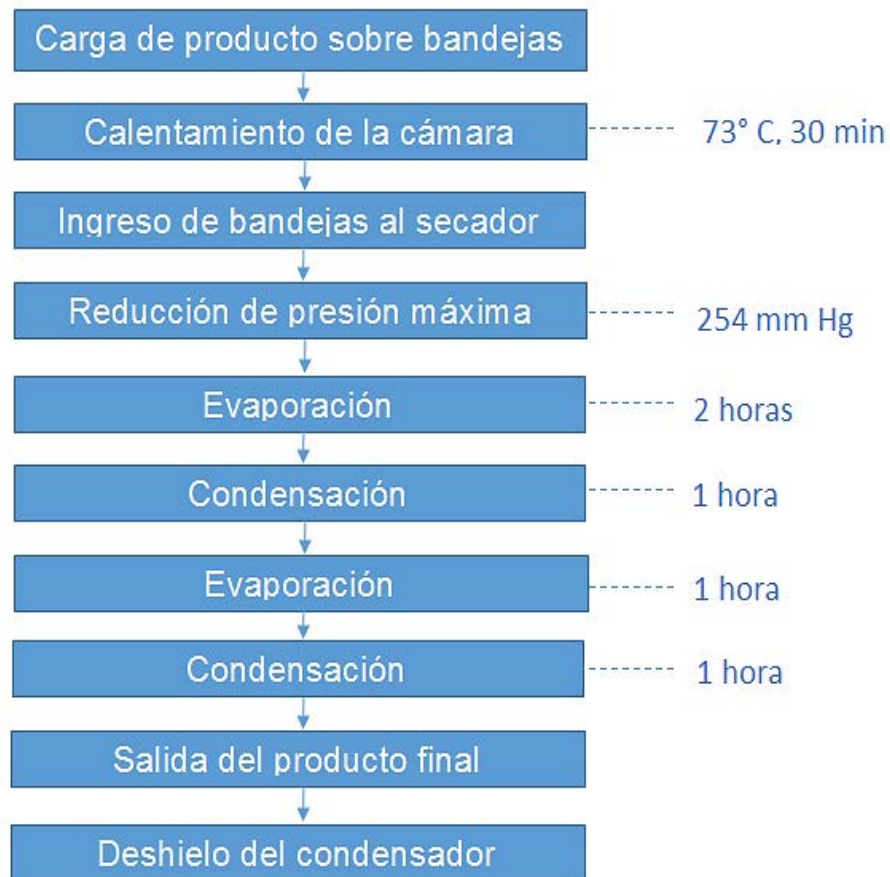 Carga de producto sobre bandejas
Calentamiento de la cámara
73° C, 30 min
Ingreso de bandejas al secador
Reducción de presión máxima
254 mm Hg
Evaporación
2 horas
Condensación
1 hora
Evaporación
1 hora
Condensación
1 hora
Salida del producto final
Deshielo del condensador